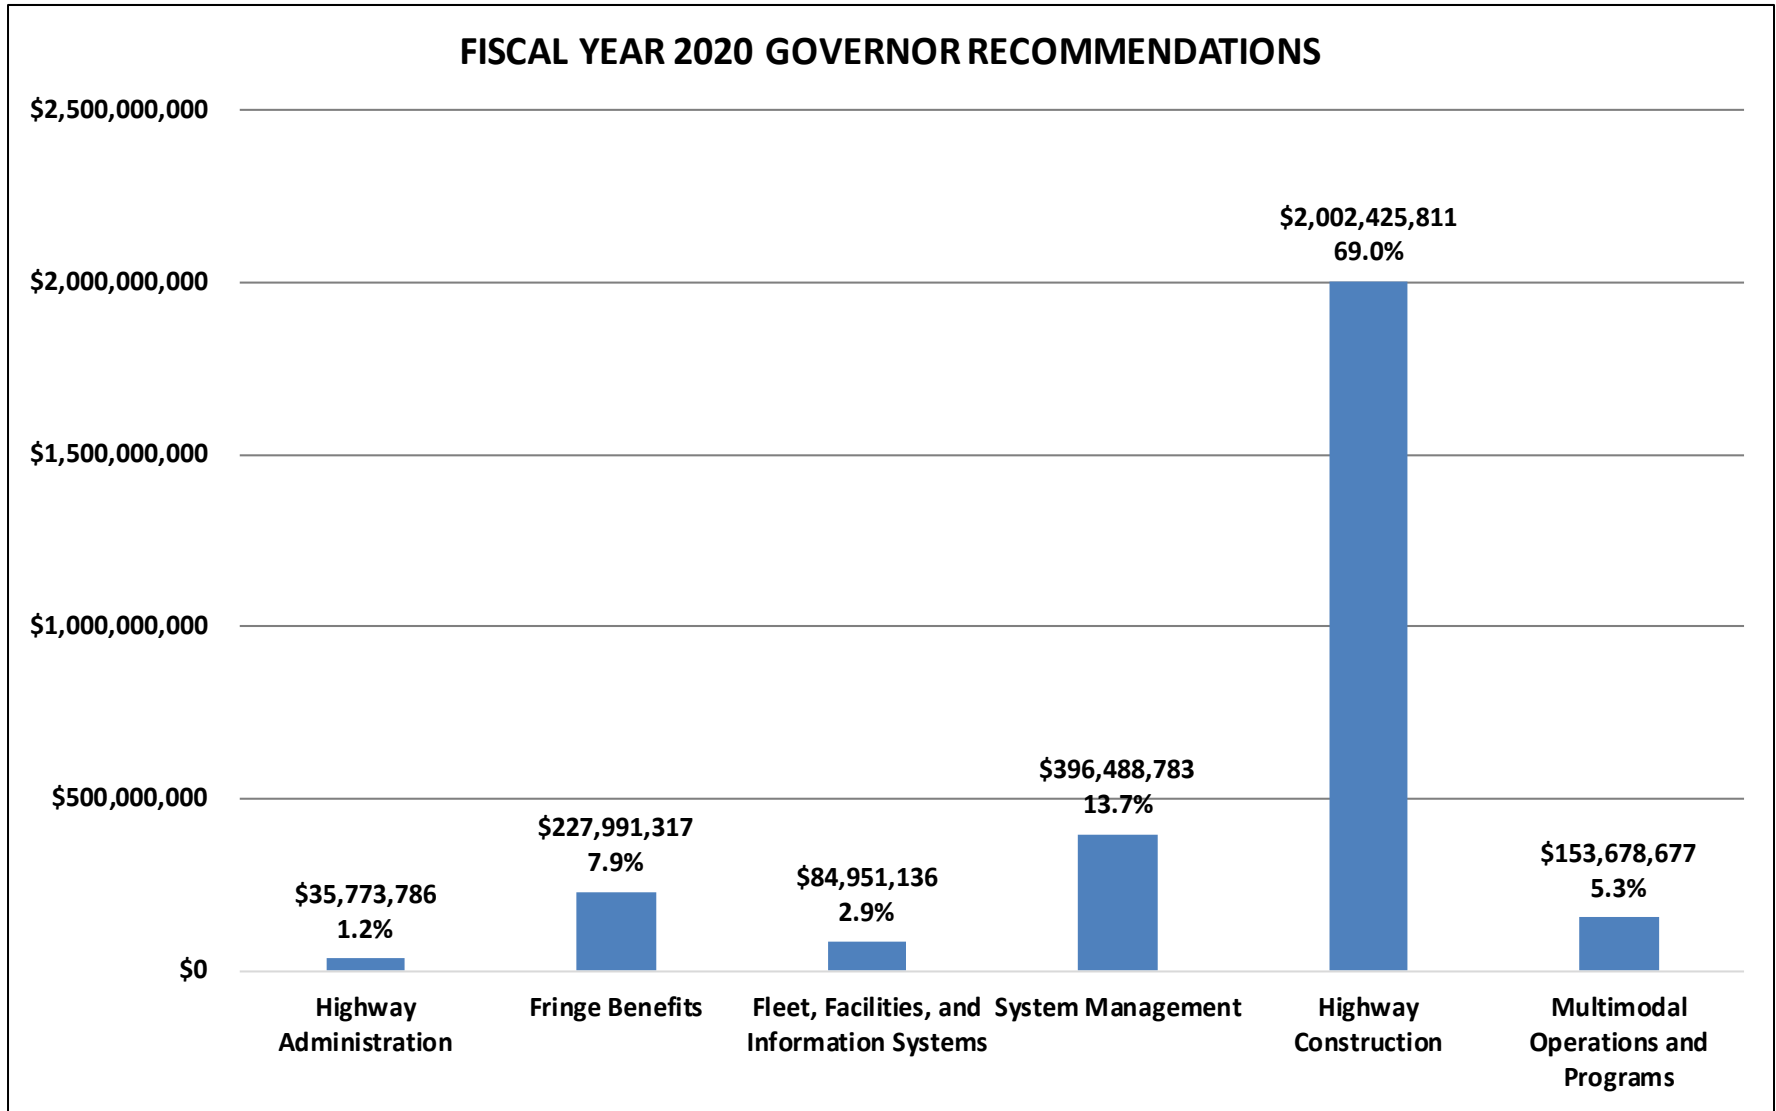 FISCAL YEAR 2020 GOVERNOR RECOMMENDATIONS
$2,500,000,000
$2,000,000,000
$1,500,000,000
$1,000,000,000
$500,000,000
$0
$35,773,786
1.2%
$227,991,317
7.9%
$84,951,136
2.9%
$396,488,783
13.7%
$2,002,425,811
69.0%
$153,678,677
5.3%
Highway
Administration
Fringe Benefits
Fleet, Facilities, and
Information Systems
System Management
Highway
Construction
Multimodal
Operations and
Programs